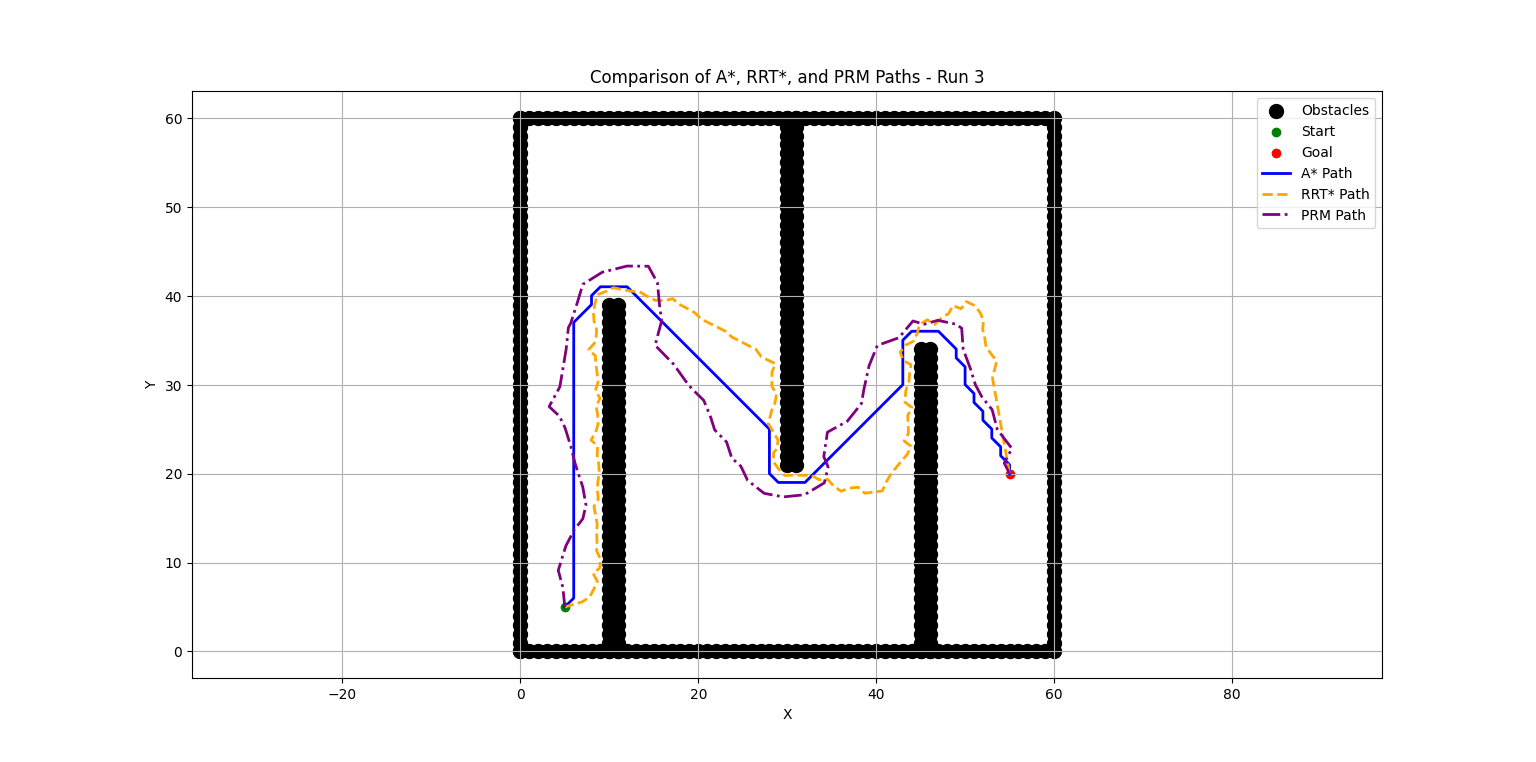 Comparison of A*, RRT*, and PRM Paths - Run 3
Obstacles
Start
Goal
A* Path
RRT* Path
PRM Path
60
50
40
30
20
10
0
Y
−20
0
20
40
60
80
X